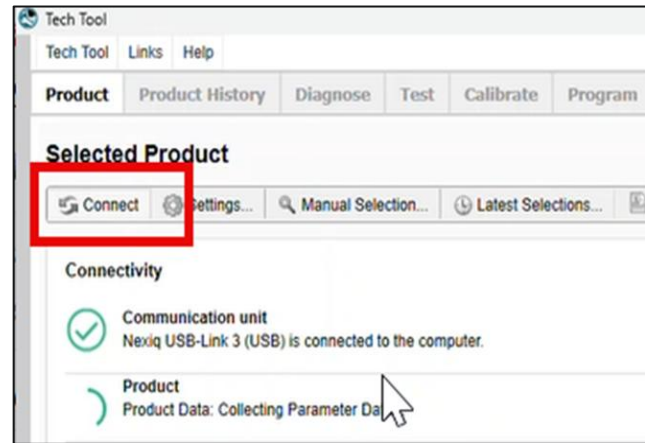 Tech Tool
Tech Tool Links Help
Product Product History Diagnose Test Calibrate Program
Selected Product
Connect Settings... Manual Selection... Latest Selections...
Connectivity
Communication unit
Nexiq USB-Link 3 (USB) is connected to the computer.
Product
Product Data: Collecting Parameter Da